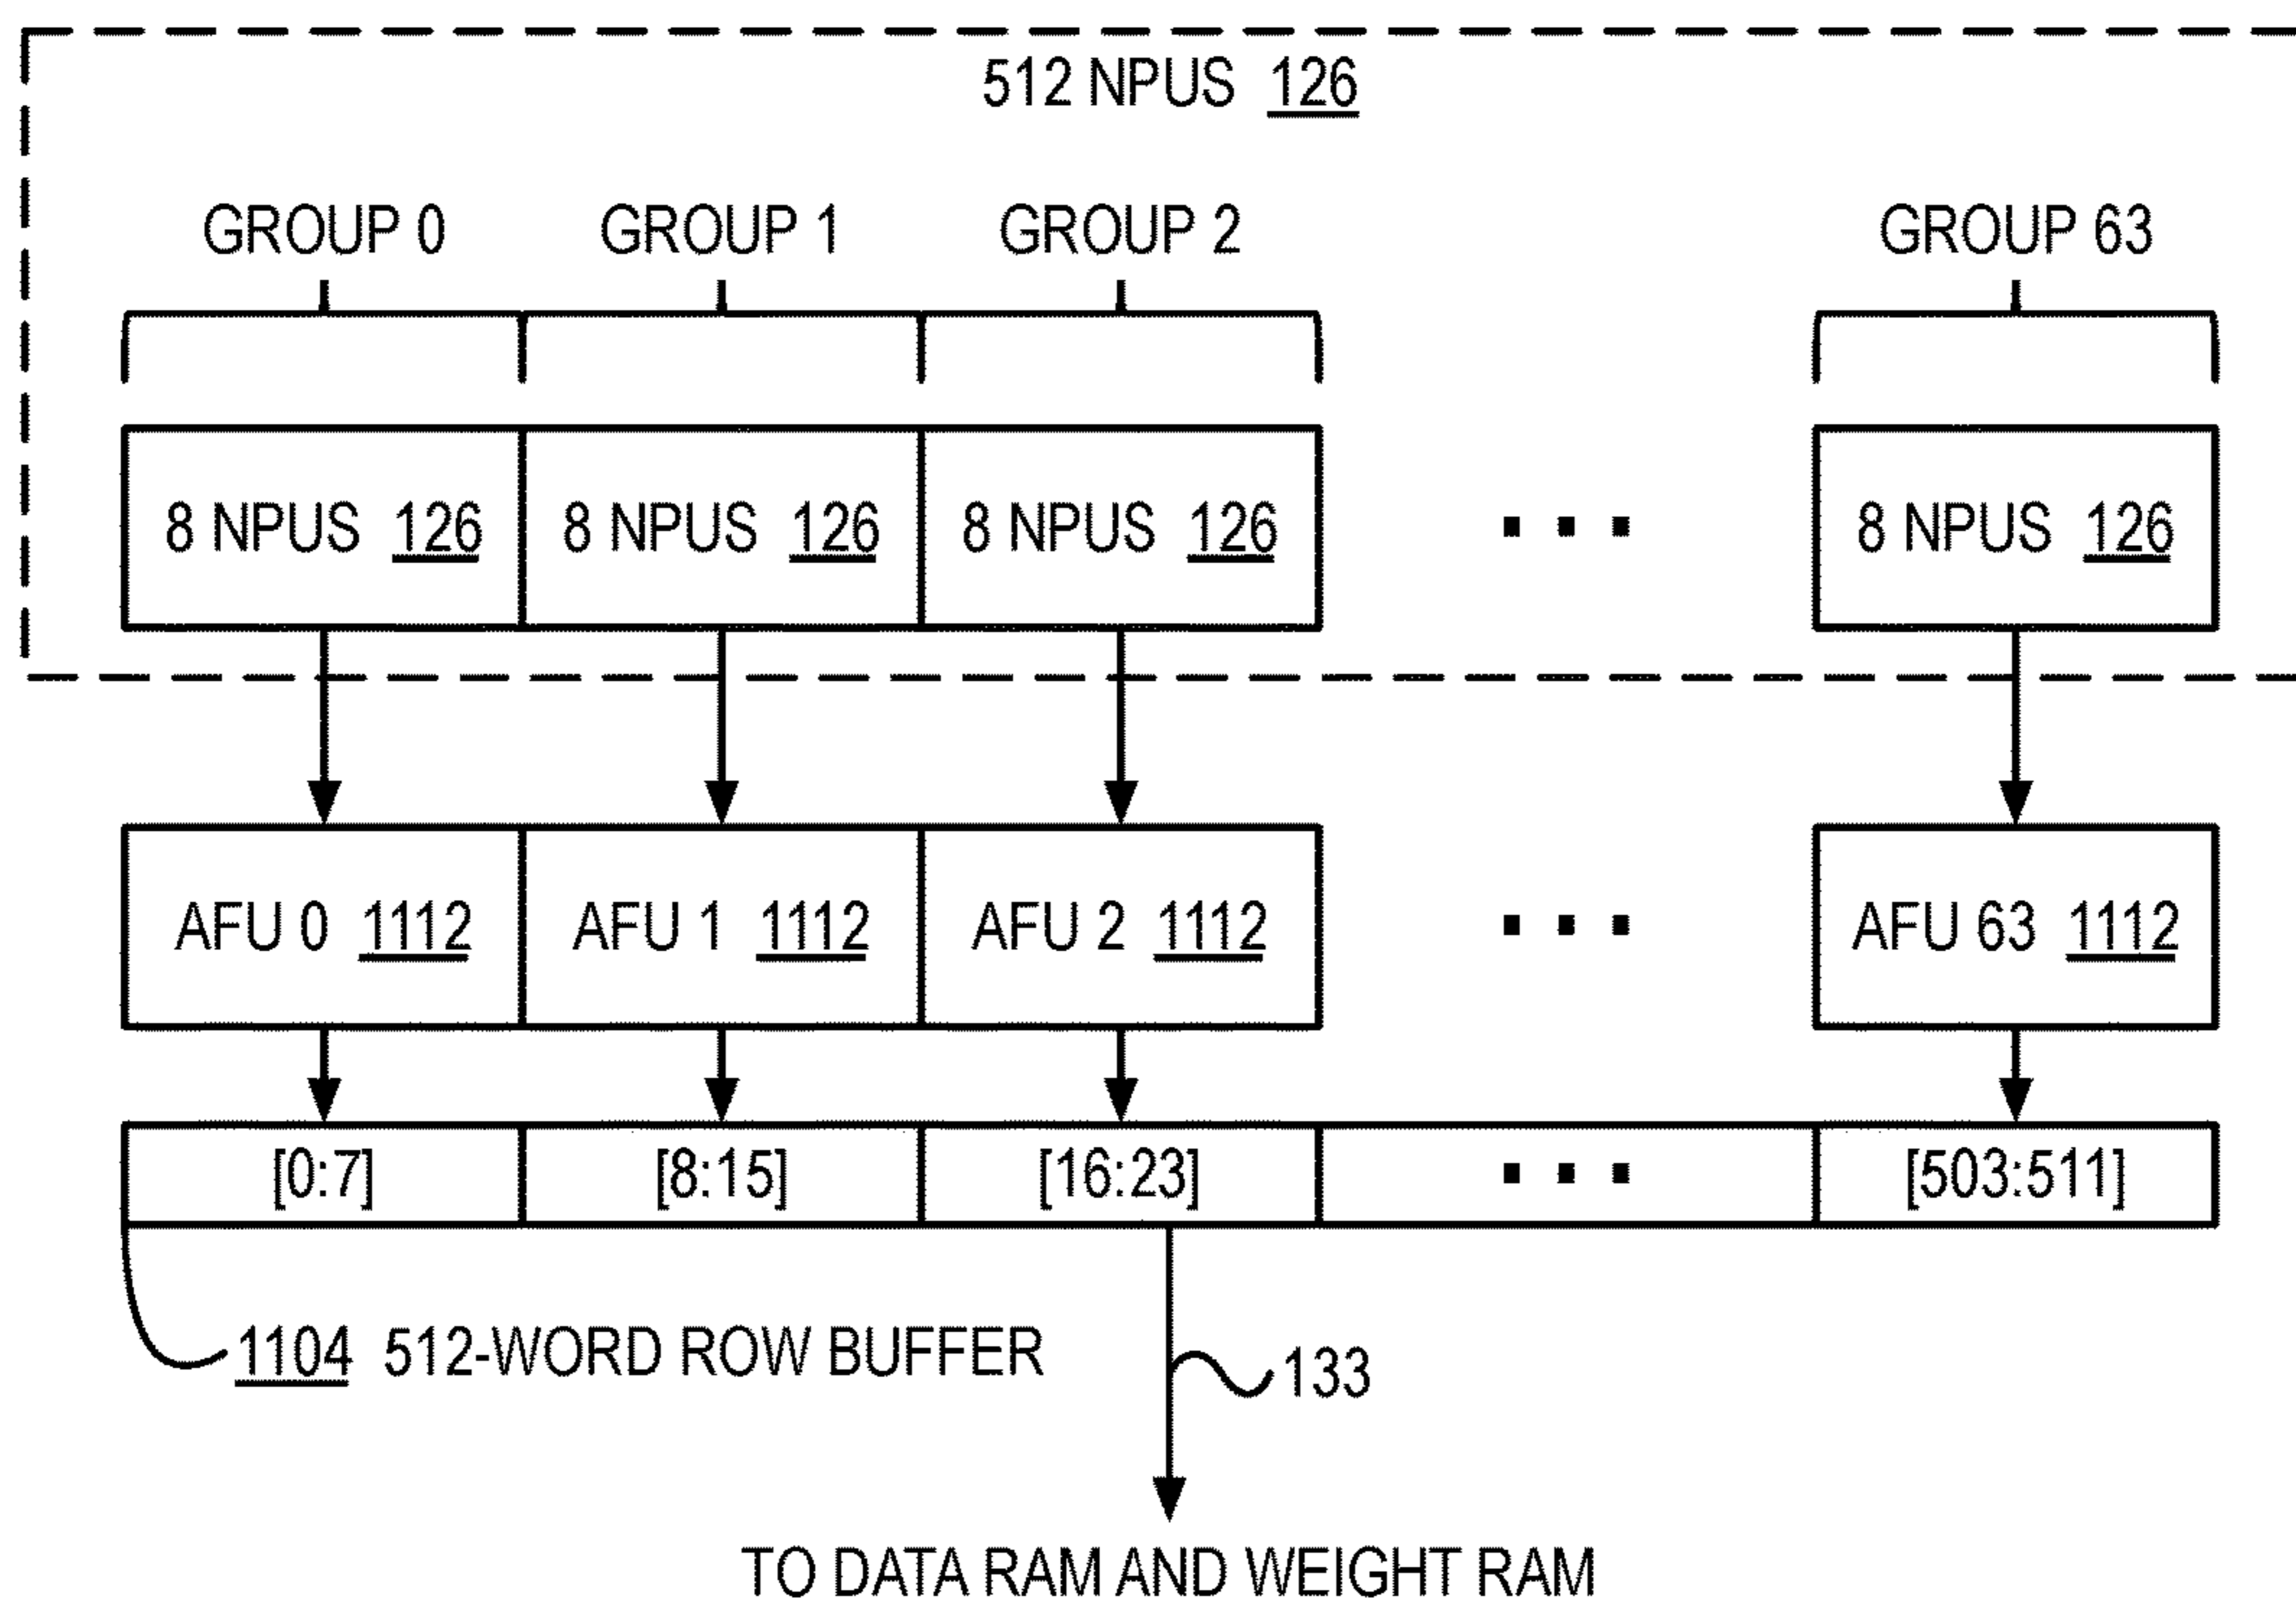 512 NPUS 126
GROUP 0 GROUP 1 GROUP 2 GROUP 63
8 NPUS 126 8 NPUS 126 8 NPUS 126 ... 8 NPUS 126
AFU 0 1112 AFU 1 1112 AFU 2 1112 ... AFU 63 1112
[0:7] [8:15] [16:23] ... [503:511]
1104 512-WORD ROW BUFFER
133
TO DATA RAM AND WEIGHT RAM